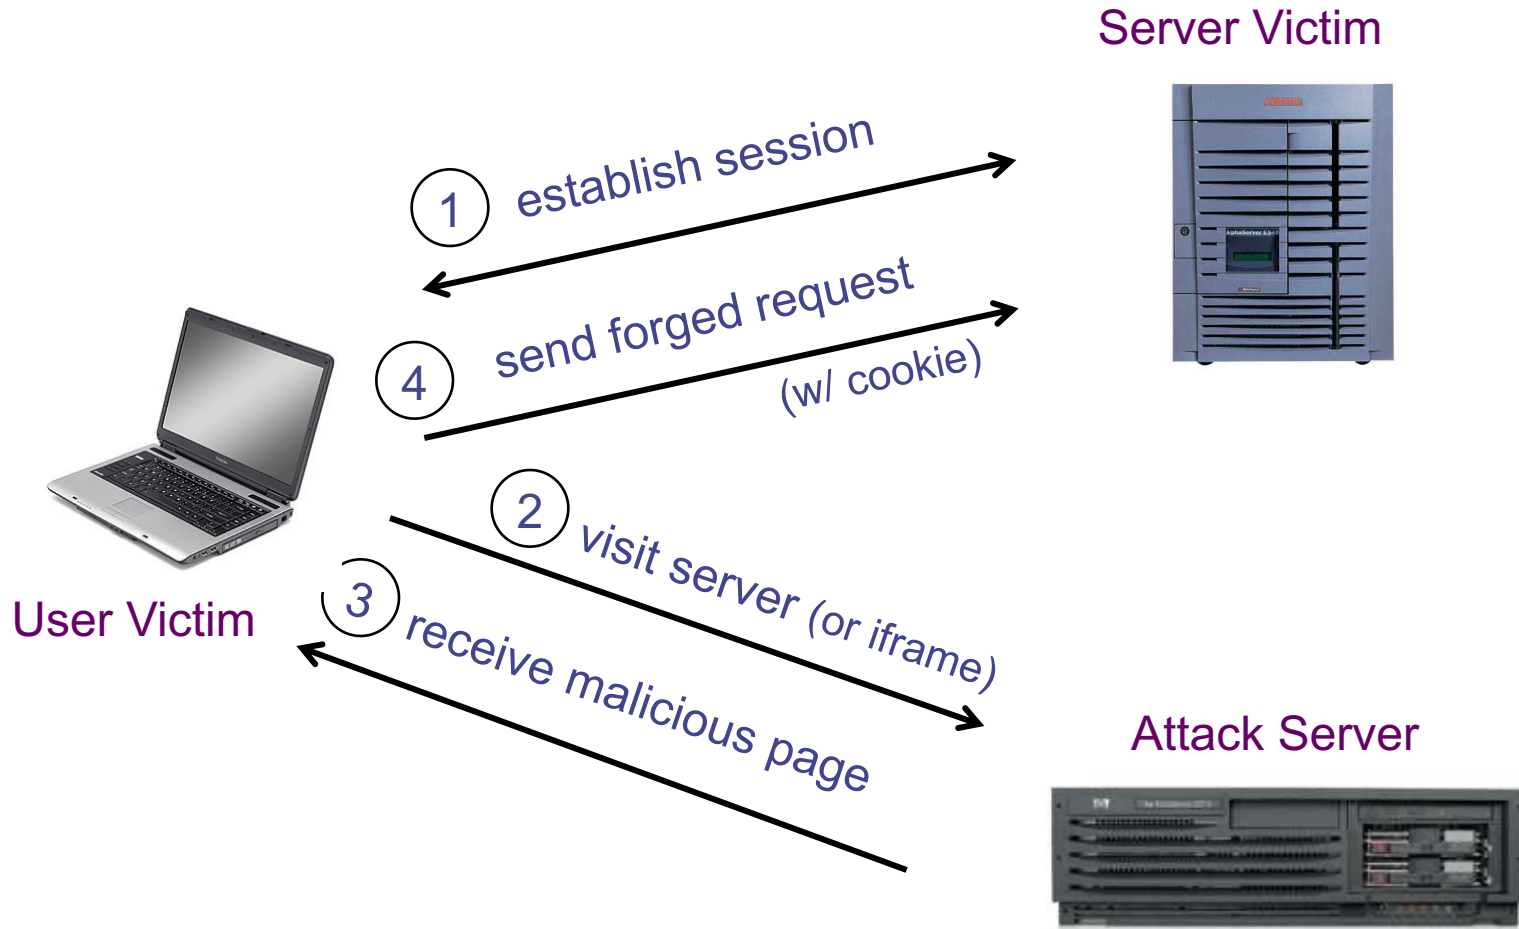 Server Victim
1 establish session
4 send forged request
(w/ cookie)
2 visit server (or iframe)
3 receive malicious page
User Victim
Attack Server